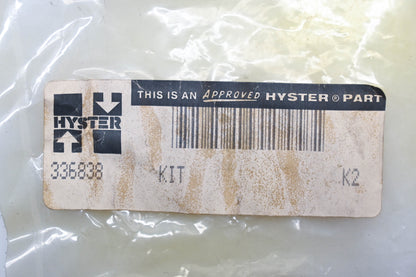 THIS IS AN APPROVED HYSTER ® PART
HYSTER
336838 KIT K2